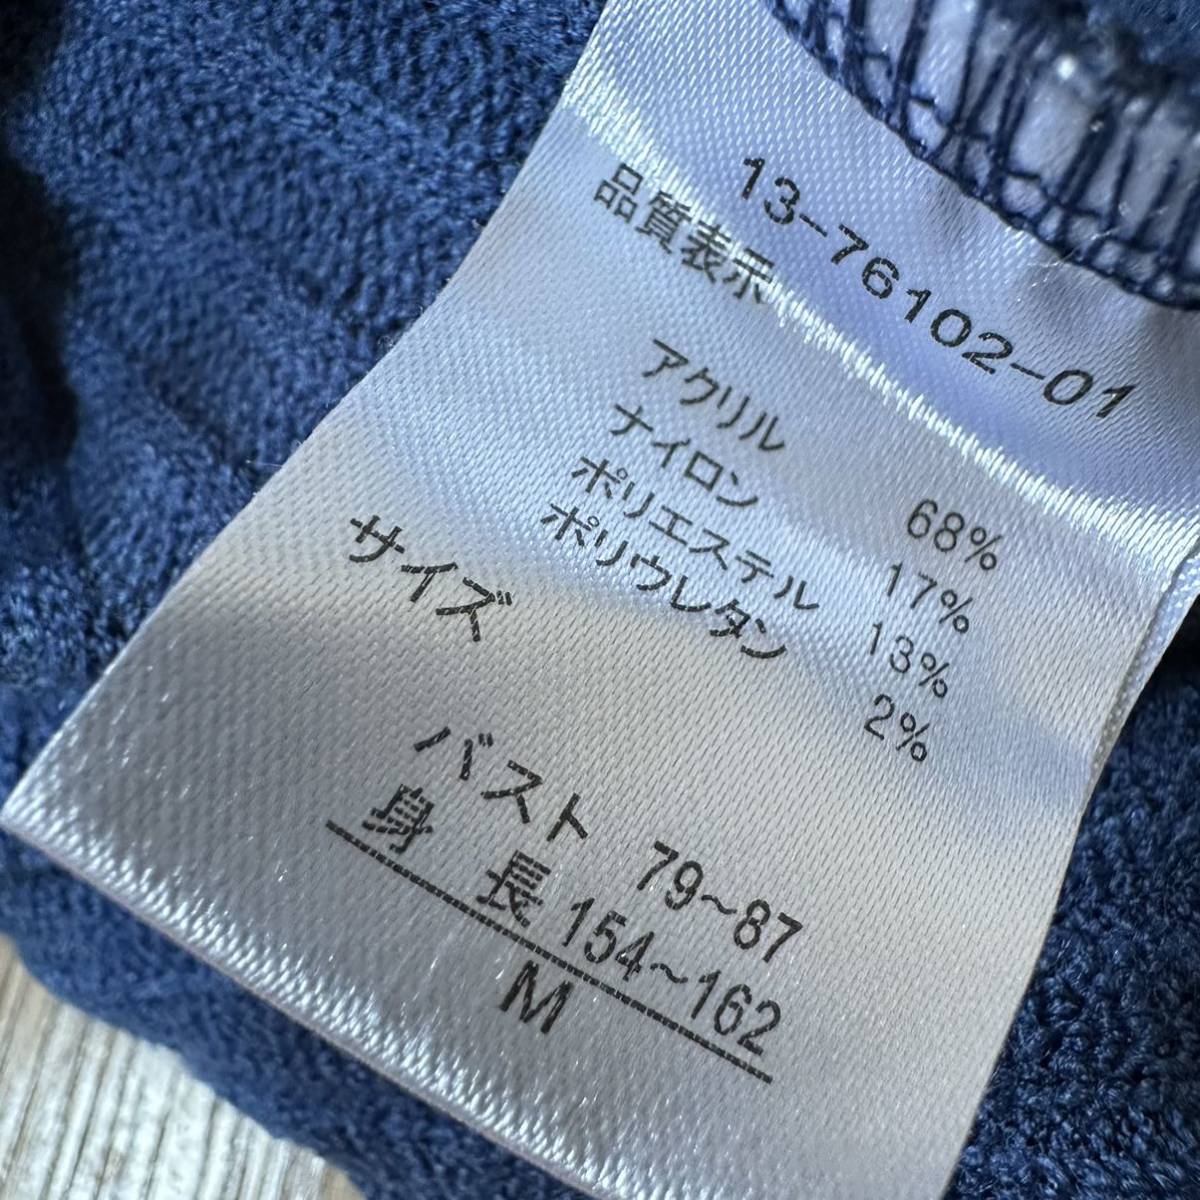 13-76102-01
品質表示
アクリル 68%
ナイロン 17%
ポリエステル 13%
ポリウレタン 2%
サイズ
バスト 79~87
身長 154~162
M